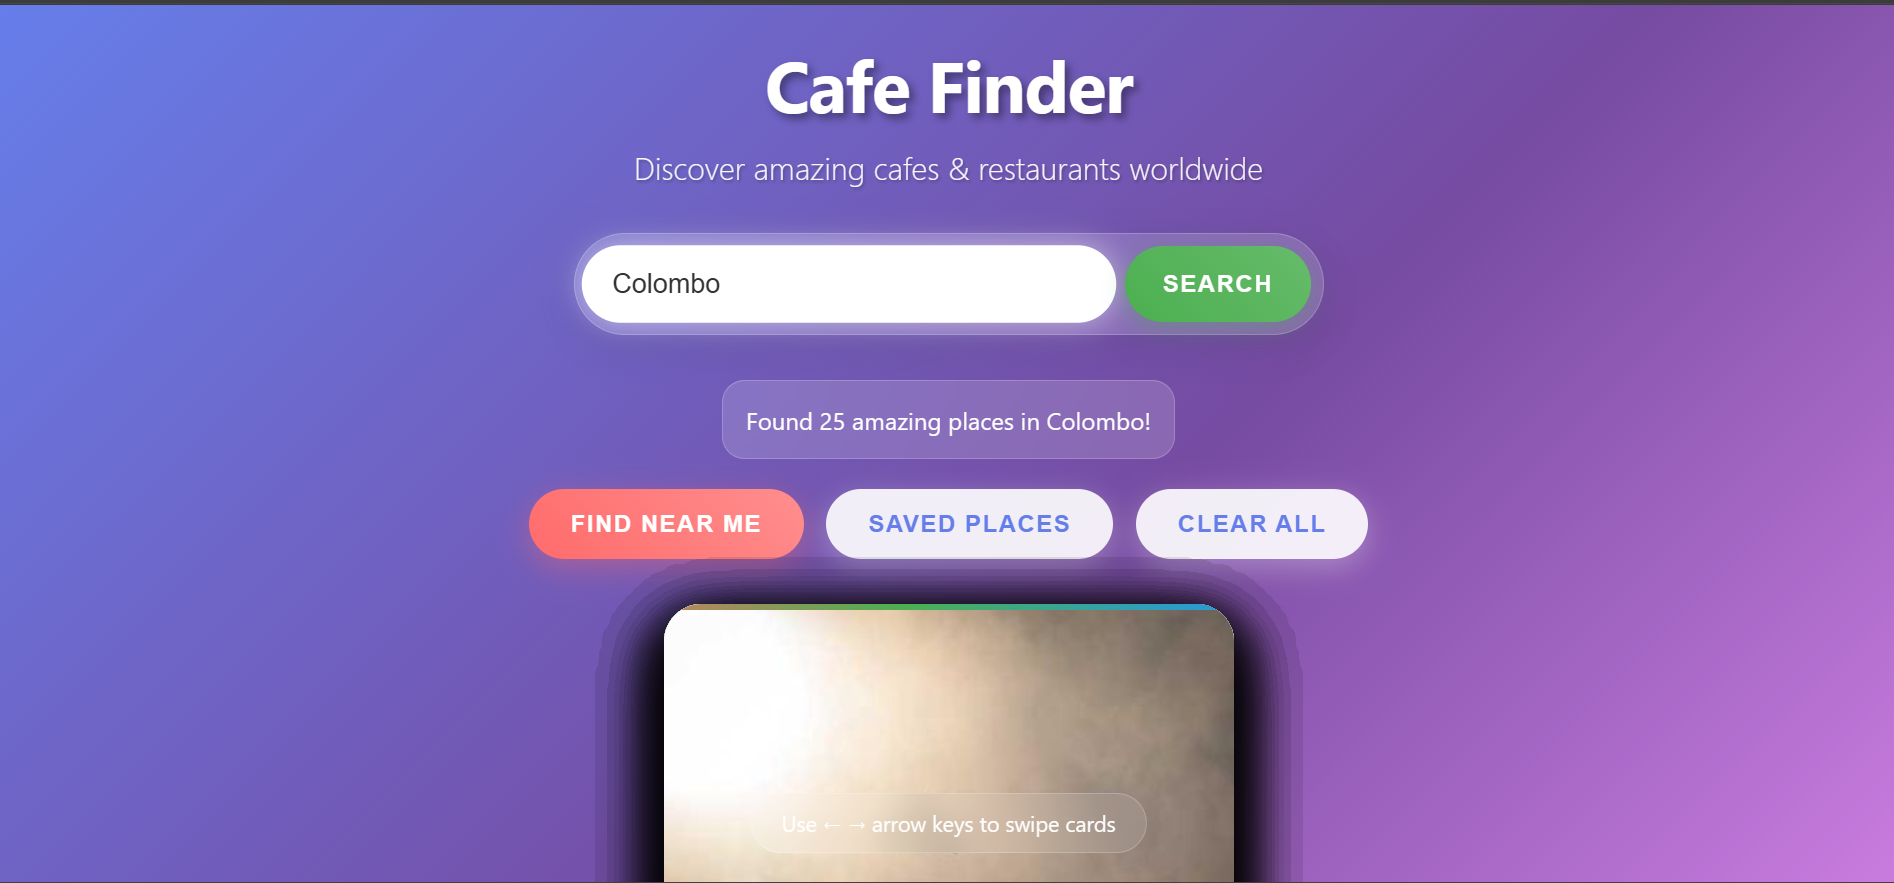 Cafe Finder
Discover amazing cafes & restaurants worldwide
Colombo
SEARCH
Found 25 amazing places in Colombo!
FIND NEAR ME
SAVED PLACES
CLEAR ALL
Use ← → arrow keys to swipe cards